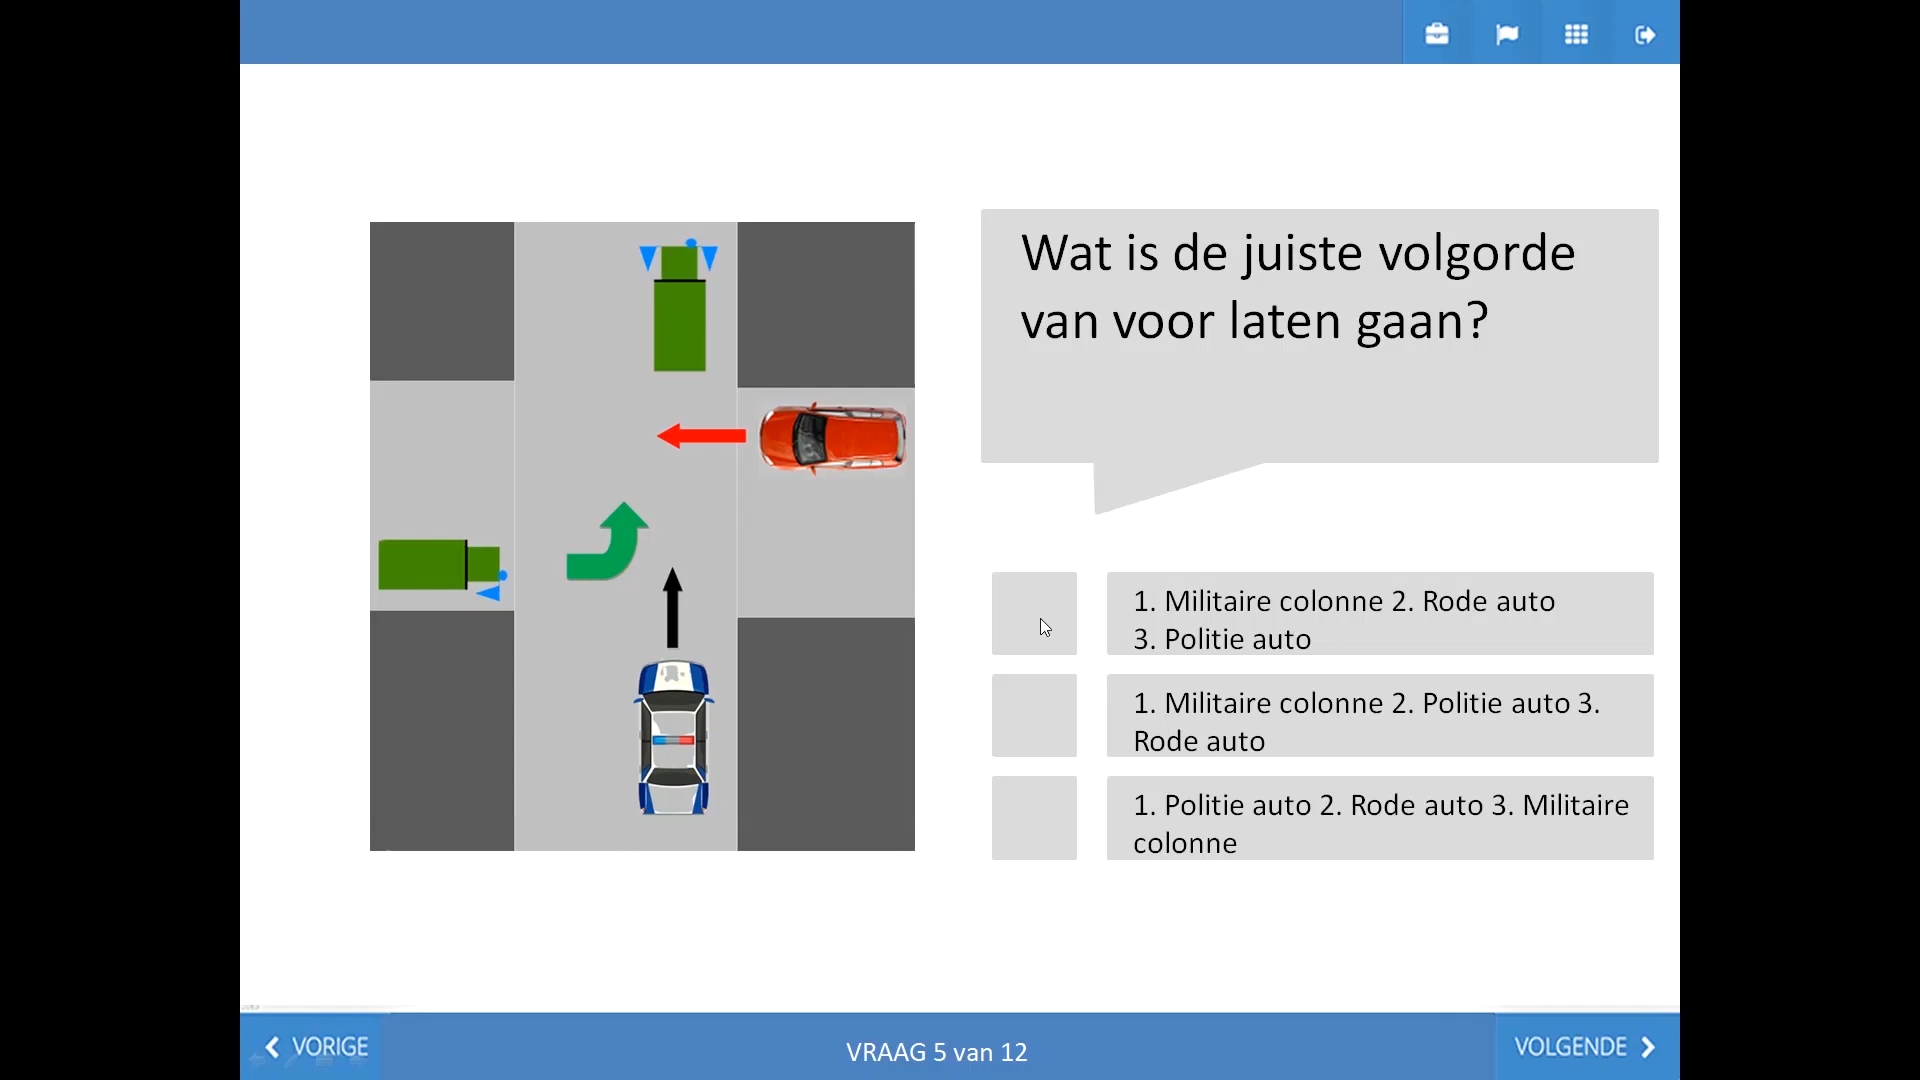 Wat is de juiste volgorde
van voor laten gaan?
1. Militaire colonne 2. Rode auto
3. Politie auto
1. Militaire colonne 2. Politie auto 3.
Rode auto
1. Politie auto 2. Rode auto 3. Militaire
colonne
VORIGE
VRAAG 5 van 12
VOLGENDE